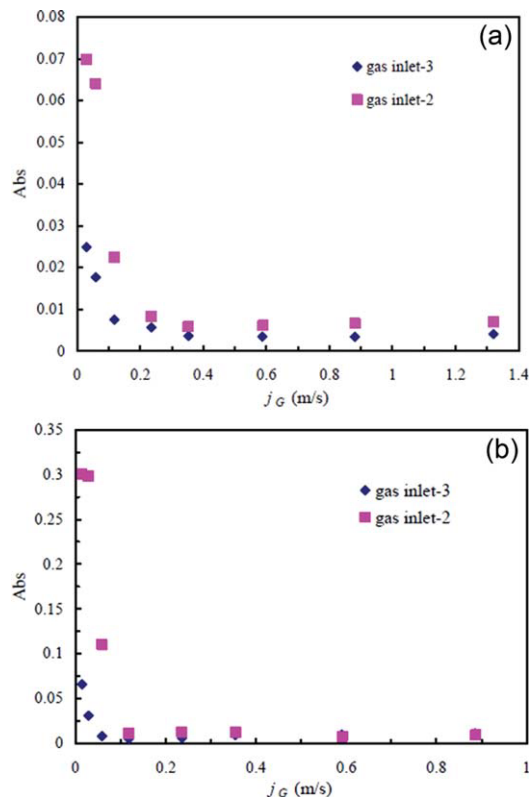 (a)
0.08
0.07
0.06
0.05
0.04
0.03
0.02
0.01
0
Abs
gas inlet-3
gas inlet-2
0 0.2 0.4 0.6 0.8 1 1.2 1.4
j G (m/s)
(b)
0.35
0.3
0.25
0.2
0.15
0.1
0.05
0
Abs
gas inlet-3
gas inlet-2
0 0.2 0.4 0.6 0.8 1
j G (m/s)